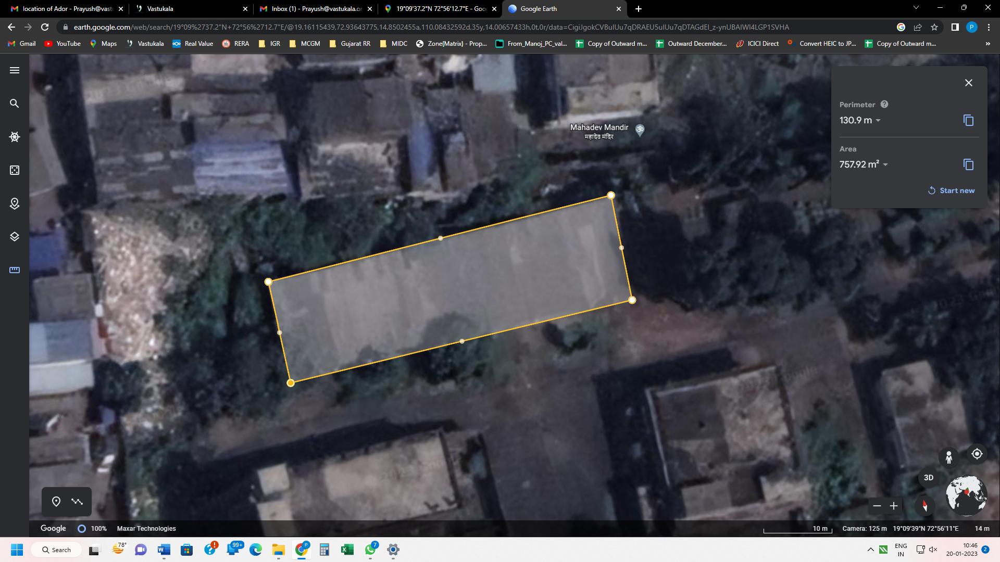 location of Ador - Prayush@vastu
Vastukala
Inbox (1) - Prayush@vastukala.or
19°09'37.2"N 72°56'12.7"E - Goo
Google Earth
earth.google.com/web/search/19°09%2737.2"N+72°56%2712.7"E/@19.16115439,72.93643775,14.8502455a,110.08432592d,35y,14.00657433h,0t,0r/data=
Gmail
YouTube
Maps
Vastukala
Real Value
RERA
IGR
MCGM
Gujarat RR
MIDC
Zone{Matrix} - Prop...
From_Manoj_PC_val...
Copy of Outward m...
Outward December...
ICICI Direct
Convert HEIC to JP...
Copy of Outward m...
Perimeter
130.9 m
Area
757.92 m²
Start new
Mahadev Mandir
महादेव मंदिर
3D
Google
100%
Maxar Technologies
10 m
Camera: 125 m
19°09'39"N 72°56'11"E
14 m
Search
78°
99+
7
ENG
IN
10:46
20-01-2023
2